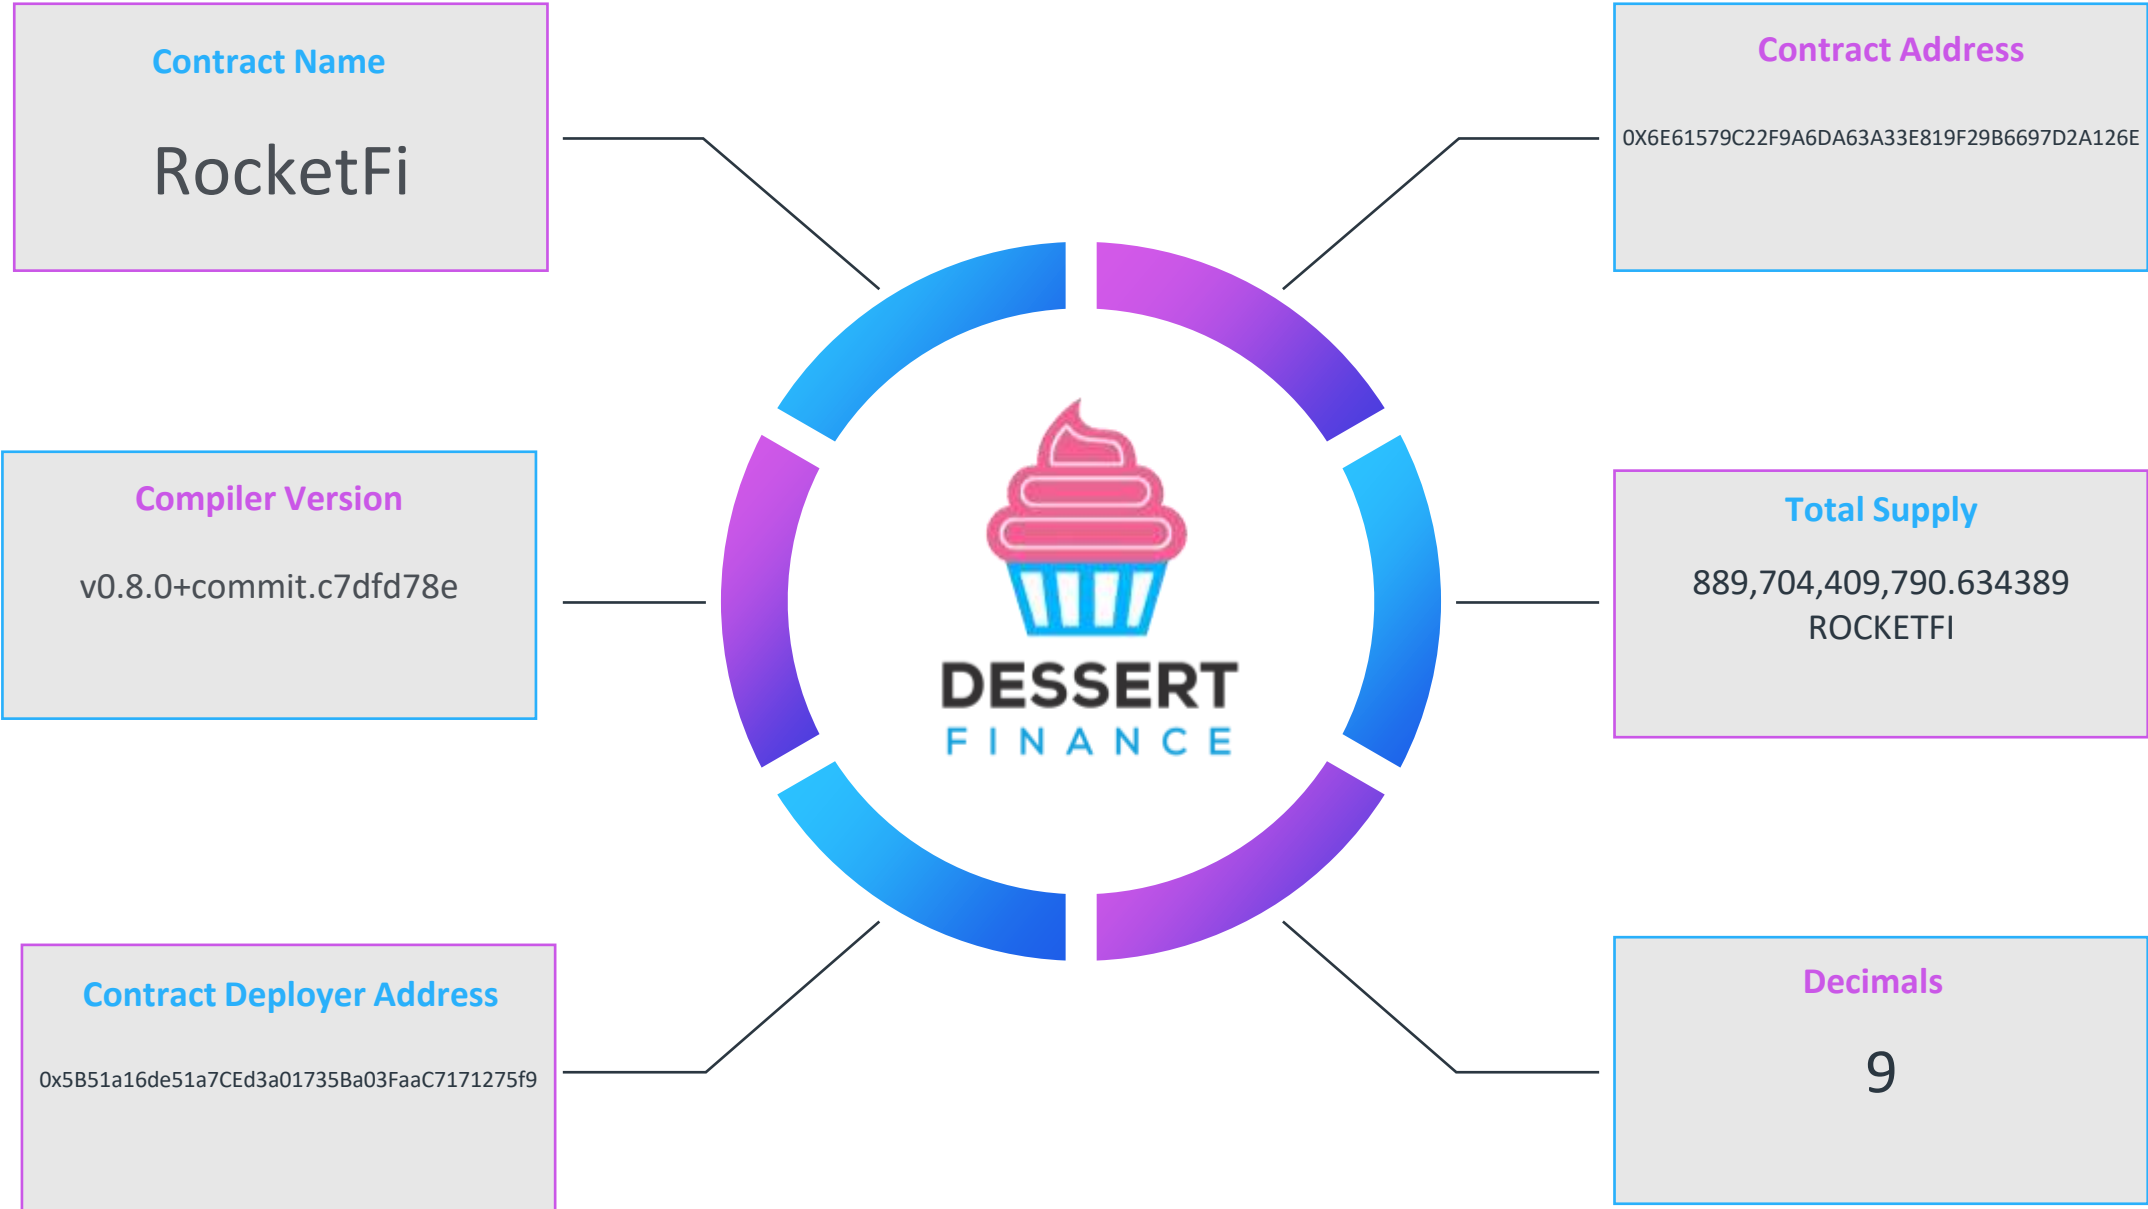 Contract Name
RocketFi
Contract Address
0X6E61579C22F9A6DA63A33E819F29B6697D2A126E
Compiler Version
v0.8.0+commit.c7dfd78e
DESSERT
FINANCE
Total Supply
889,704,409,790.634389
ROCKETFI
Contract Deployer Address
0x5B51a16de51a7CEd3a01735Ba03FaaC7171275f9
Decimals
9